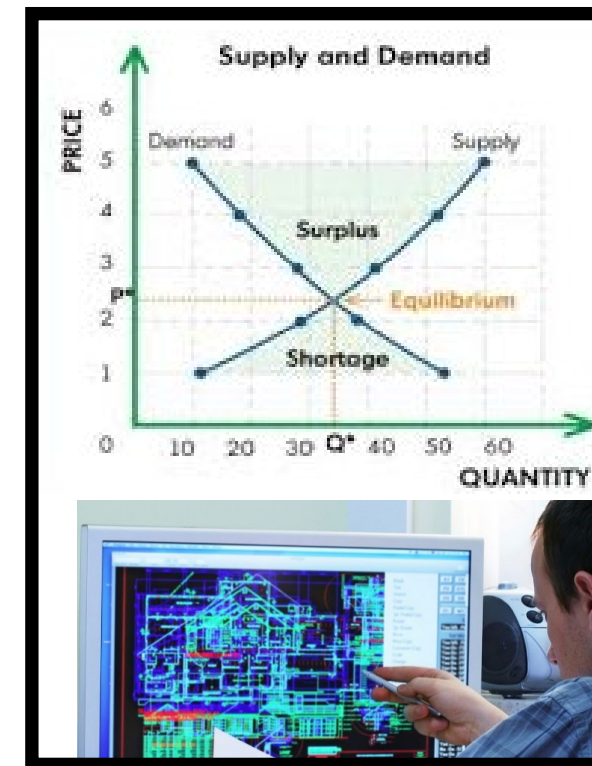 Supply and Demand
PRICE
6
Demand
Supply
5
4
Surplus
3
P*
Equilibrium
2
Shortage
1
0
10 20 30 Q* 40 50 60
QUANTITY